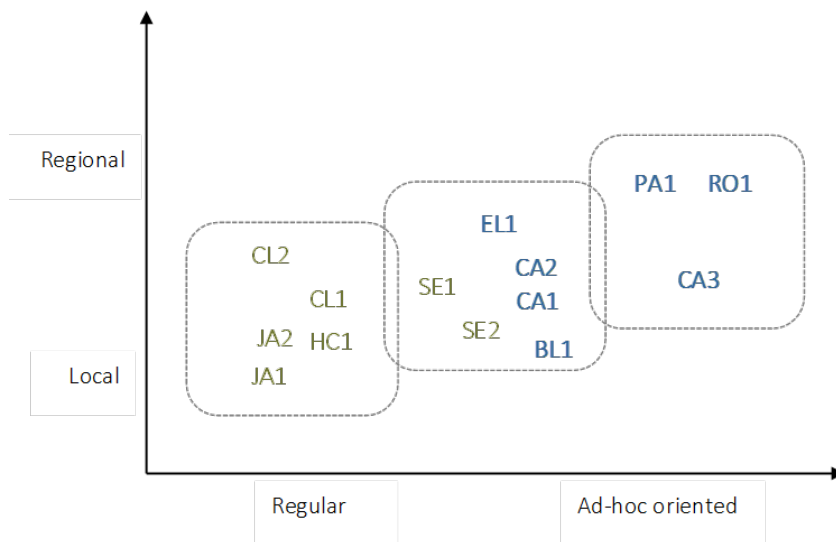 Regional
PA1 RO1
EL1
CL2
CA2
CA3
SE1
CL1
CA1
SE2
JA2 HC1
BL1
Local
JA1
Regular
Ad-hoc oriented